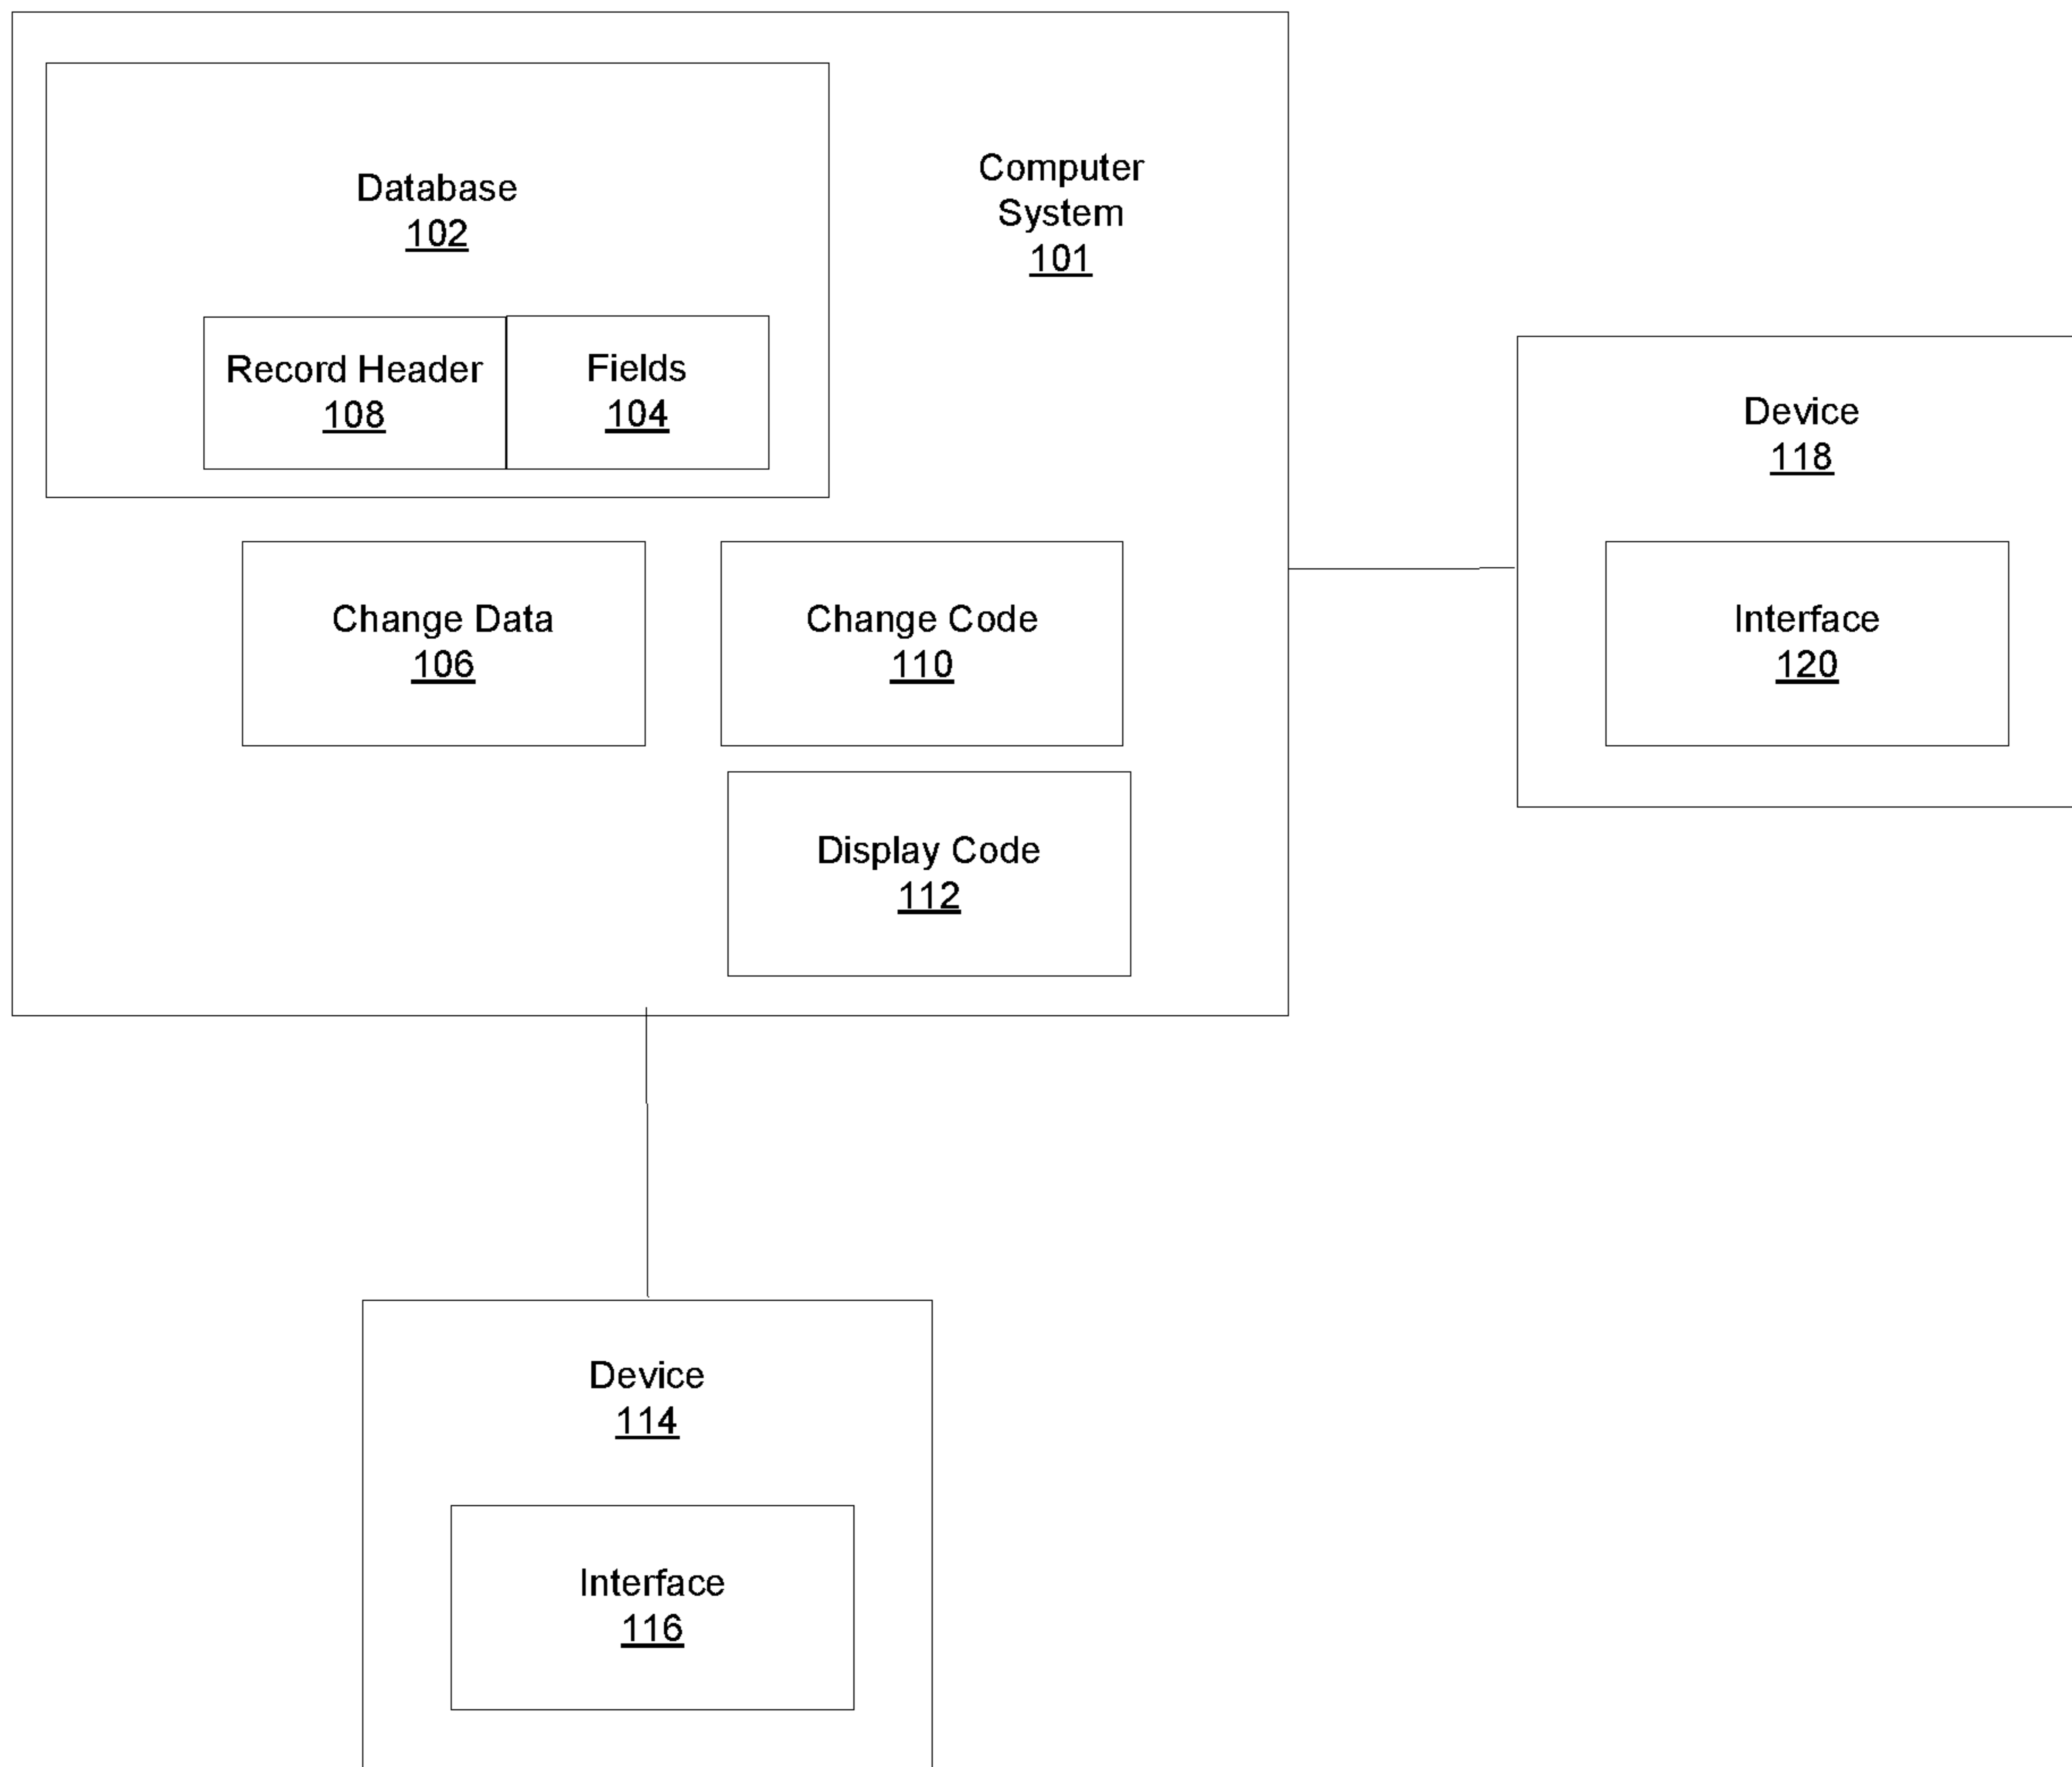 Database
102
Computer
System
101
Record Header
108
Fields
104
Device
118
Change Data
106
Change Code
110
Interface
120
Display Code
112
Device
114
Interface
116